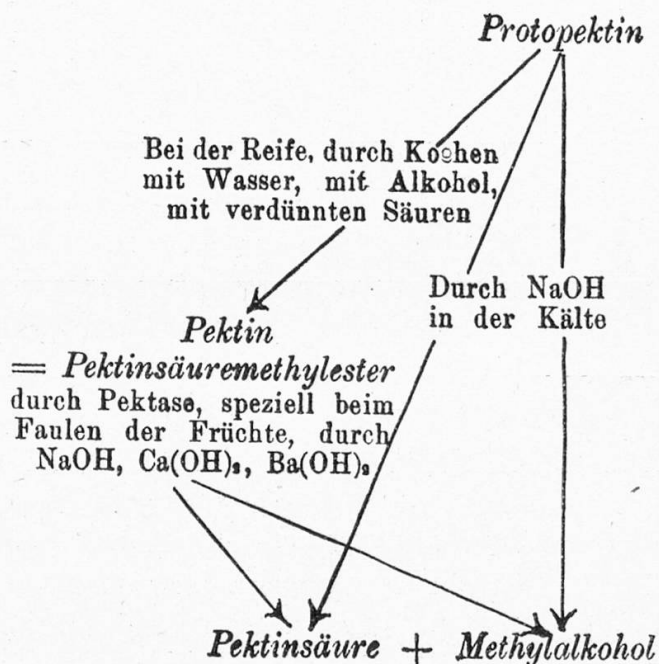 Protopektin
Bei der Reife, durch Kochen
mit Wasser, mit Alkohol,
mit verdünnten Säuren
Durch NaOH
in der Kälte
Pektin
= Pektinsäuremethylester
durch Pektase, speziell beim
Faulen der Früchte, durch
NaOH, Ca(OH)₂, Ba(OH)₂
Pektinsäure + Methylalkohol